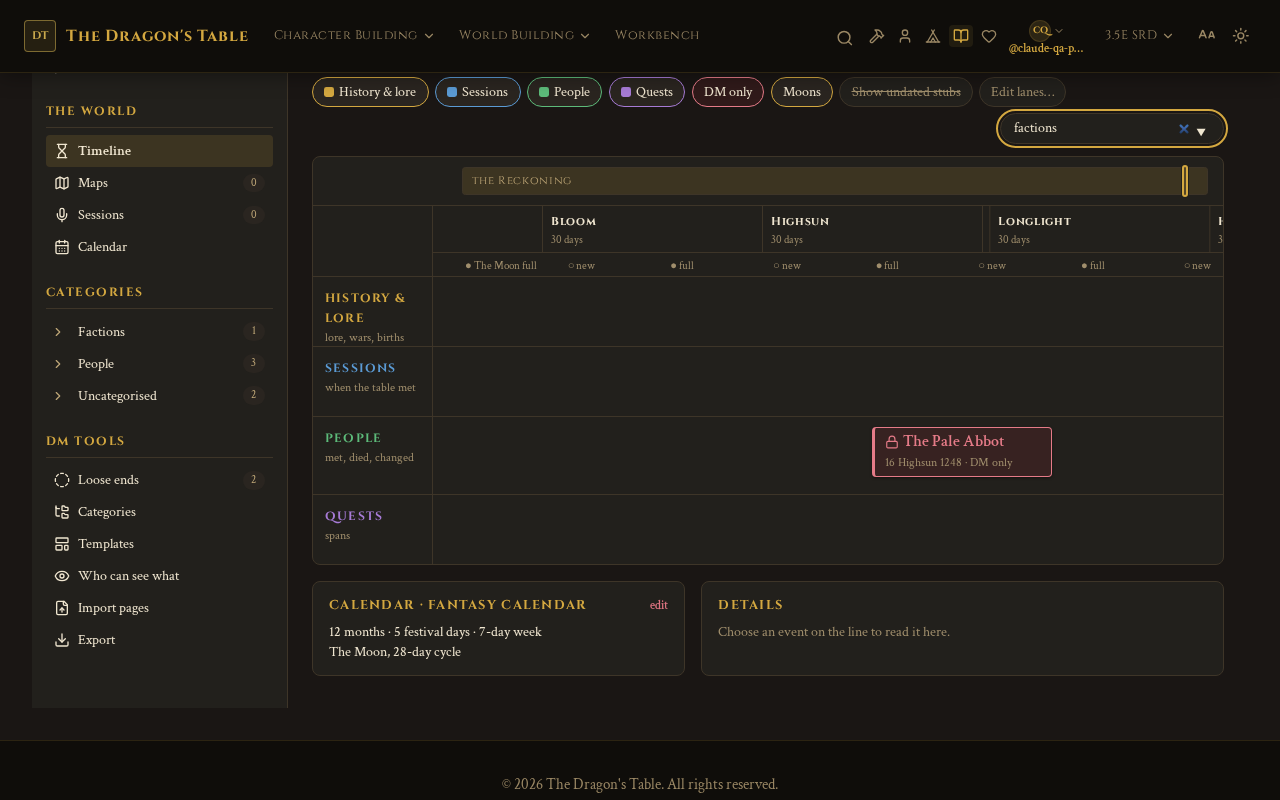 DT The Dragon's Table Character Building World Building Workbench CQ 3.5E SRD AA
@claude-qa-p...
History & lore Sessions People Quests DM only Moons Show undated stubs Edit lanes...
factions
The World
Timeline
Maps 0
Sessions 0
Calendar
Categories
Factions 1
People 3
Uncategorised 2
DM Tools
Loose ends 2
Categories
Templates
Who can see what
Import pages
Export
The Reckoning
Bloom Highsun Longlight
30 days 30 days 30 days 3
The Moon full new full new full new full new
History & Lore
lore, wars, births
Sessions
when the table met
People
met, died, changed
The Pale Abbot
16 Highsun 1248 · DM only
Quests
spans
Calendar · Fantasy Calendar edit
12 months · 5 festival days · 7-day week
The Moon, 28-day cycle
Details
Choose an event on the line to read it here.
© 2026 The Dragon's Table. All rights reserved.